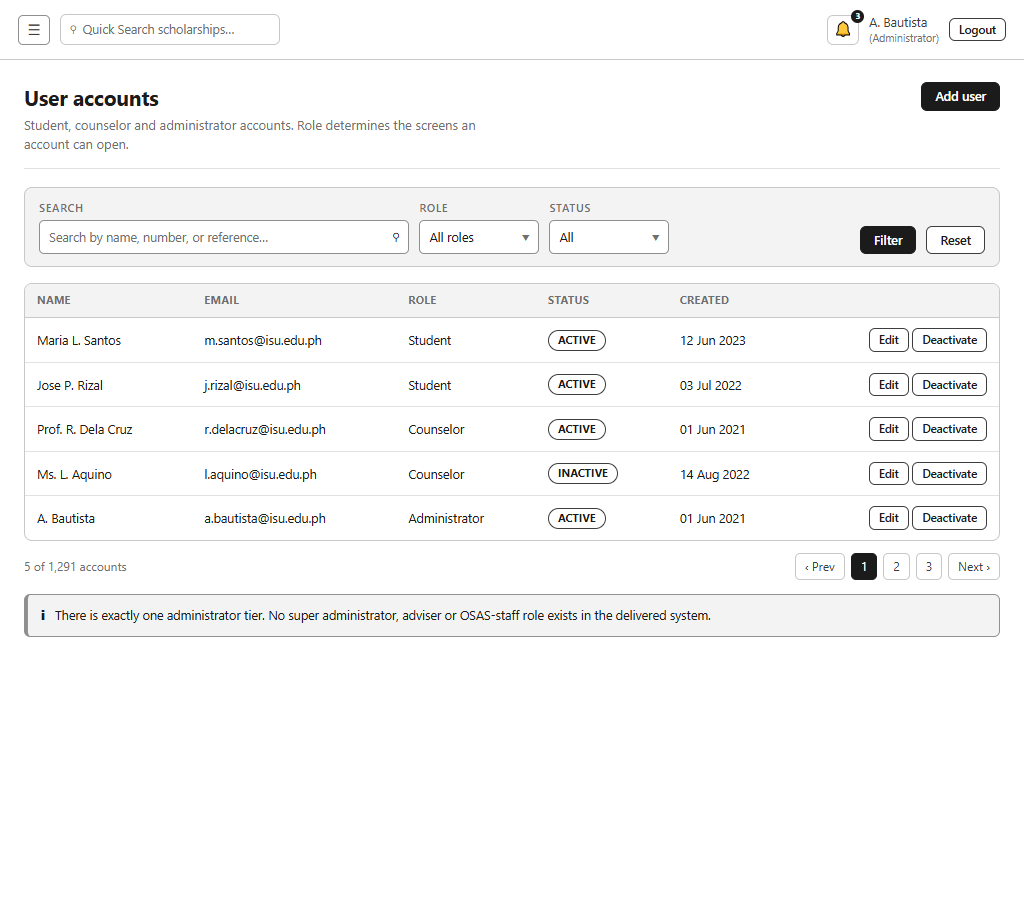 ☰
Quick Search scholarships...
3
A. Bautista
(Administrator)
Logout
User accounts
Add user
Student, counselor and administrator accounts. Role determines the screens an
account can open.
SEARCH ROLE STATUS
Search by name, number, or reference... All roles ▼ All ▼ Filter Reset
NAME EMAIL ROLE STATUS CREATED
Maria L. Santos m.santos@isu.edu.ph Student ACTIVE 12 Jun 2023 Edit Deactivate
Jose P. Rizal j.rizal@isu.edu.ph Student ACTIVE 03 Jul 2022 Edit Deactivate
Prof. R. Dela Cruz r.delacruz@isu.edu.ph Counselor ACTIVE 01 Jun 2021 Edit Deactivate
Ms. L. Aquino l.aquino@isu.edu.ph Counselor INACTIVE 14 Aug 2022 Edit Deactivate
A. Bautista a.bautista@isu.edu.ph Administrator ACTIVE 01 Jun 2021 Edit Deactivate
5 of 1,291 accounts ‹ Prev 1 2 3 Next ›
i There is exactly one administrator tier. No super administrator, adviser or OSAS-staff role exists in the delivered system.